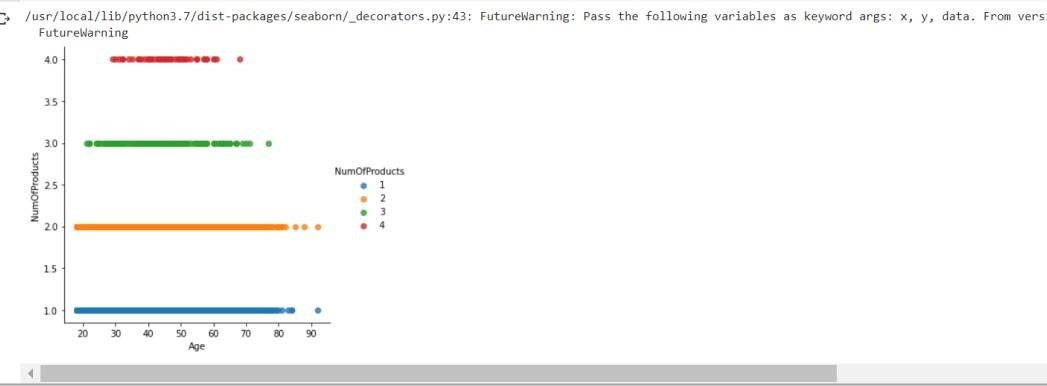 /usr/local/lib/python3.7/dist-packages/seaborn/_decorators.py:43: FutureWarning: Pass the following variables as keyword args: x, y, data. From vers
FutureWarning
4.0
3.5
3.0
2.5
2.0
1.5
1.0
NumOfProducts
20 30 40 50 60 70 80 90
Age
NumOfProducts
1
2
3
4